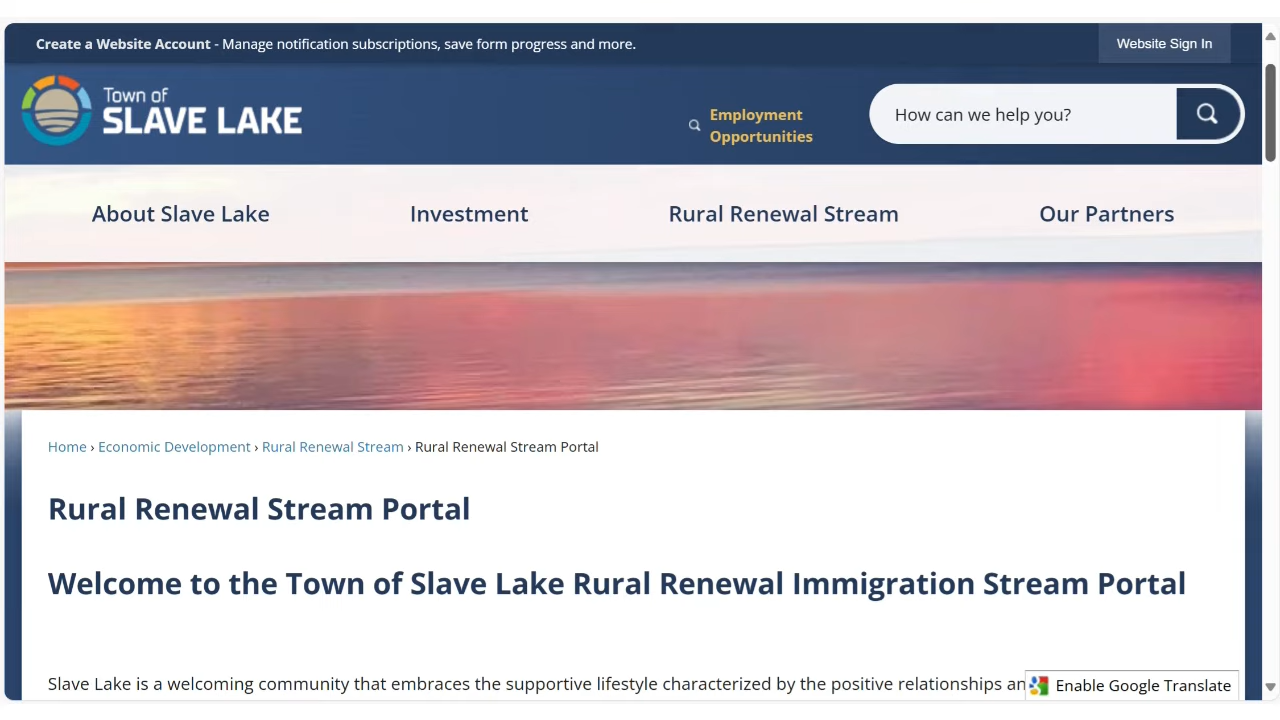 Create a Website Account - Manage notification subscriptions, save form progress and more.
Website Sign In
Town of
SLAVE LAKE
Employment
Opportunities
How can we help you?
About Slave Lake
Investment
Rural Renewal Stream
Our Partners
Home › Economic Development › Rural Renewal Stream › Rural Renewal Stream Portal
Rural Renewal Stream Portal
Welcome to the Town of Slave Lake Rural Renewal Immigration Stream Portal
Slave Lake is a welcoming community that embraces the supportive lifestyle characterized by the positive relationships an
Enable Google Translate